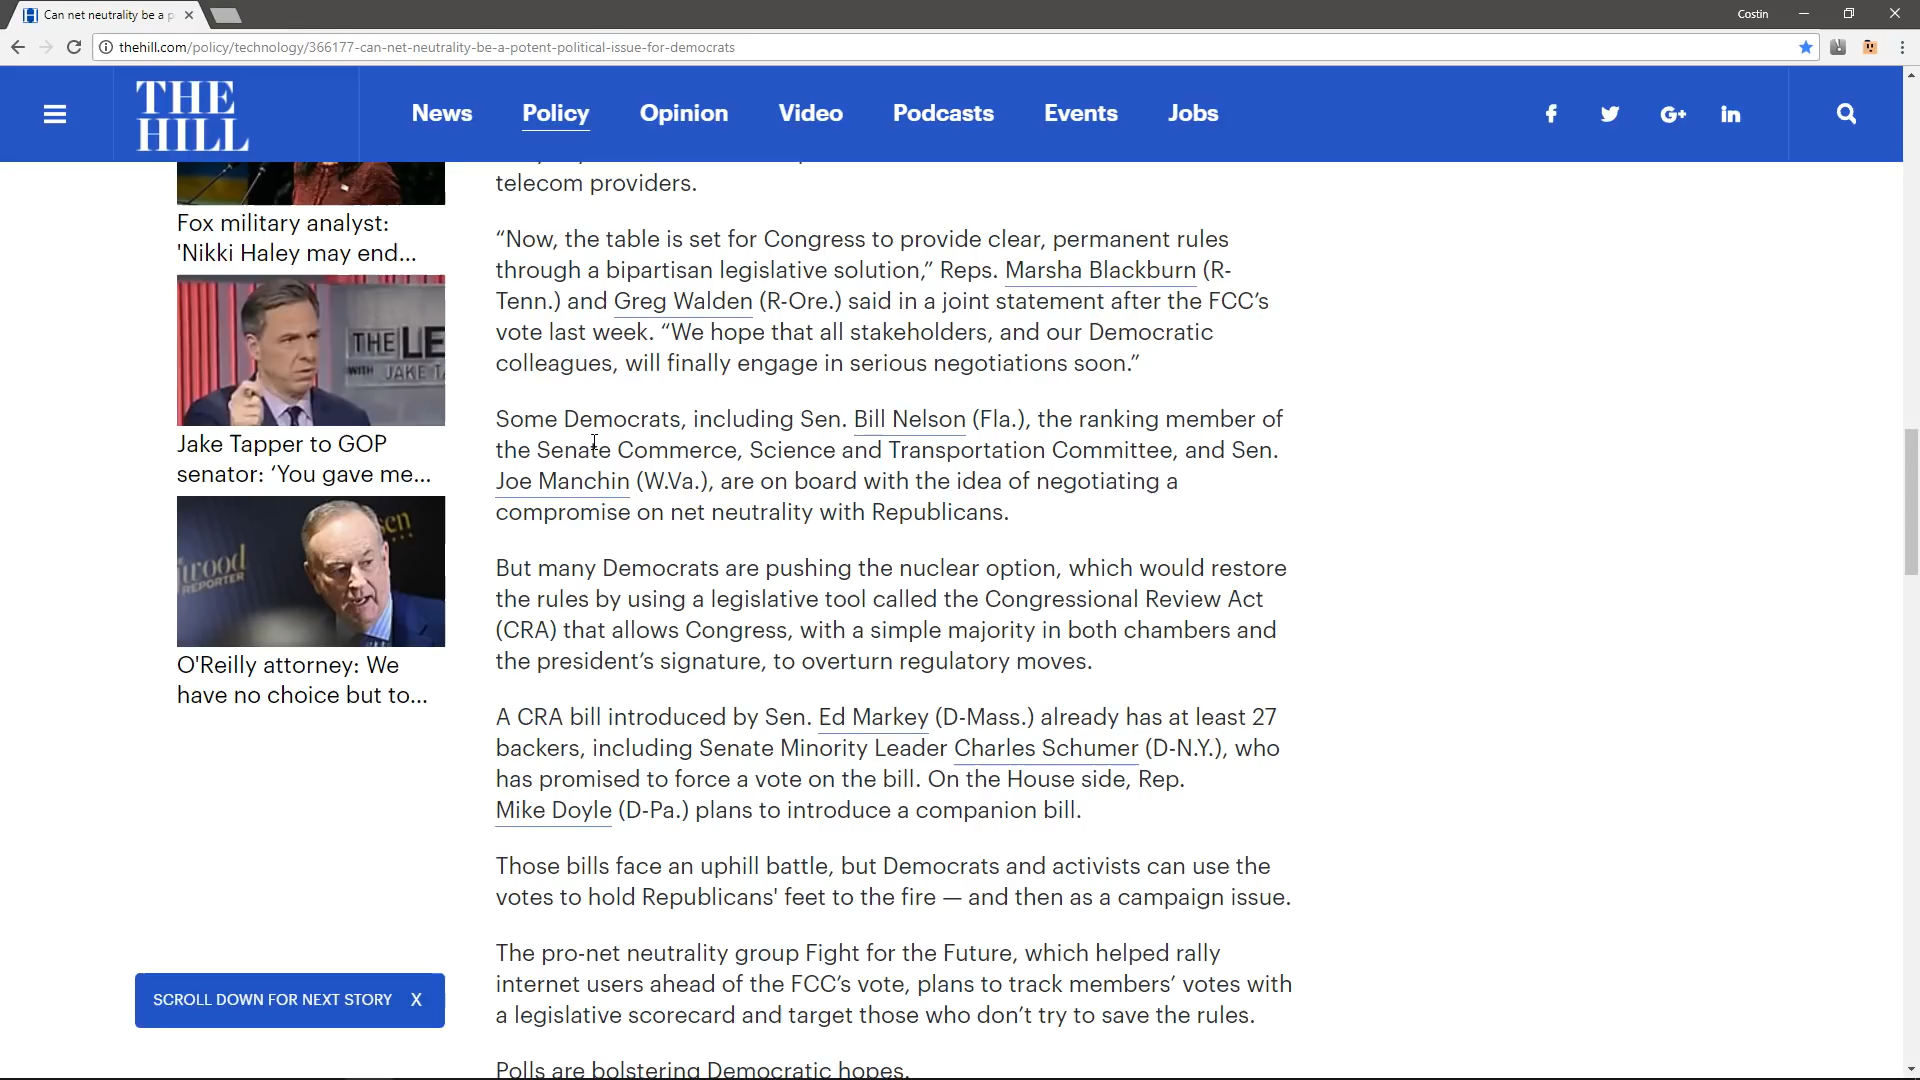 Can net neutrality be a p
Costin
thehill.com/policy/technology/366177-can-net-neutrality-be-a-potent-political-issue-for-democrats
THE HILL
News
Policy
Opinion
Video
Podcasts
Events
Jobs
Fox military analyst:
'Nikki Haley may end...
THE LE
WITH JAKE TA
Jake Tapper to GOP
senator: ‘You gave me...
wood
REPORTER
sen
O'Reilly attorney: We
have no choice but to...
SCROLL DOWN FOR NEXT STORY X
telecom providers.
“Now, the table is set for Congress to provide clear, permanent rules
through a bipartisan legislative solution,” Reps. Marsha Blackburn (R-
Tenn.) and Greg Walden (R-Ore.) said in a joint statement after the FCC’s
vote last week. “We hope that all stakeholders, and our Democratic
colleagues, will finally engage in serious negotiations soon.”
Some Democrats, including Sen. Bill Nelson (Fla.), the ranking member of
the Senate Commerce, Science and Transportation Committee, and Sen.
Joe Manchin (W.Va.), are on board with the idea of negotiating a
compromise on net neutrality with Republicans.
But many Democrats are pushing the nuclear option, which would restore
the rules by using a legislative tool called the Congressional Review Act
(CRA) that allows Congress, with a simple majority in both chambers and
the president’s signature, to overturn regulatory moves.
A CRA bill introduced by Sen. Ed Markey (D-Mass.) already has at least 27
backers, including Senate Minority Leader Charles Schumer (D-N.Y.), who
has promised to force a vote on the bill. On the House side, Rep.
Mike Doyle (D-Pa.) plans to introduce a companion bill.
Those bills face an uphill battle, but Democrats and activists can use the
votes to hold Republicans' feet to the fire — and then as a campaign issue.
The pro-net neutrality group Fight for the Future, which helped rally
internet users ahead of the FCC’s vote, plans to track members’ votes with
a legislative scorecard and target those who don’t try to save the rules.
Polls are bolstering Democratic hopes.